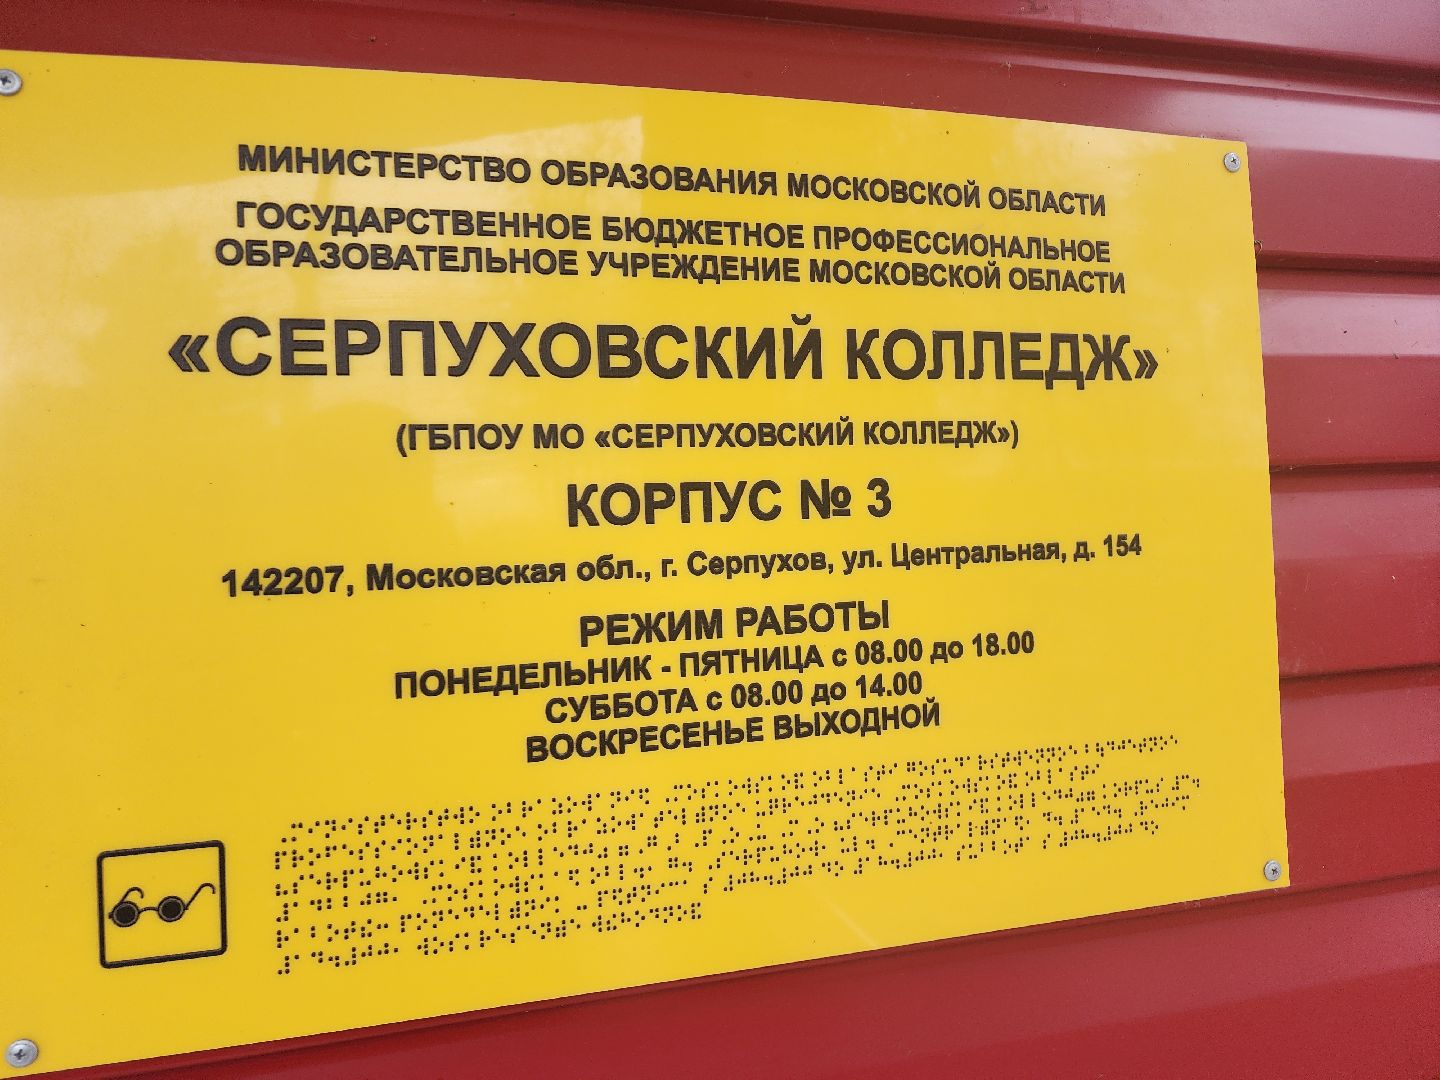 МИНИСТЕРСТВО ОБРАЗОВАНИЯ МОСКОВСКОЙ ОБЛАСТИ
ГОСУДАРСТВЕННОЕ БЮДЖЕТНОЕ ПРОФЕССИОНАЛЬНОЕ
ОБРАЗОВАТЕЛЬНОЕ УЧРЕЖДЕНИЕ МОСКОВСКОЙ ОБЛАСТИ
«СЕРПУХОВСКИЙ КОЛЛЕДЖ»
(ГБПОУ МО «СЕРПУХОВСКИЙ КОЛЛЕДЖ»)
КОРПУС № 3
142207, Московская обл., г. Серпухов, ул. Центральная, д. 154
РЕЖИМ РАБОТЫ
ПОНЕДЕЛЬНИК - ПЯТНИЦА с 08.00 до 18.00
СУББОТА с 08.00 до 14.00
ВОСКРЕСЕНЬЕ ВЫХОДНОЙ